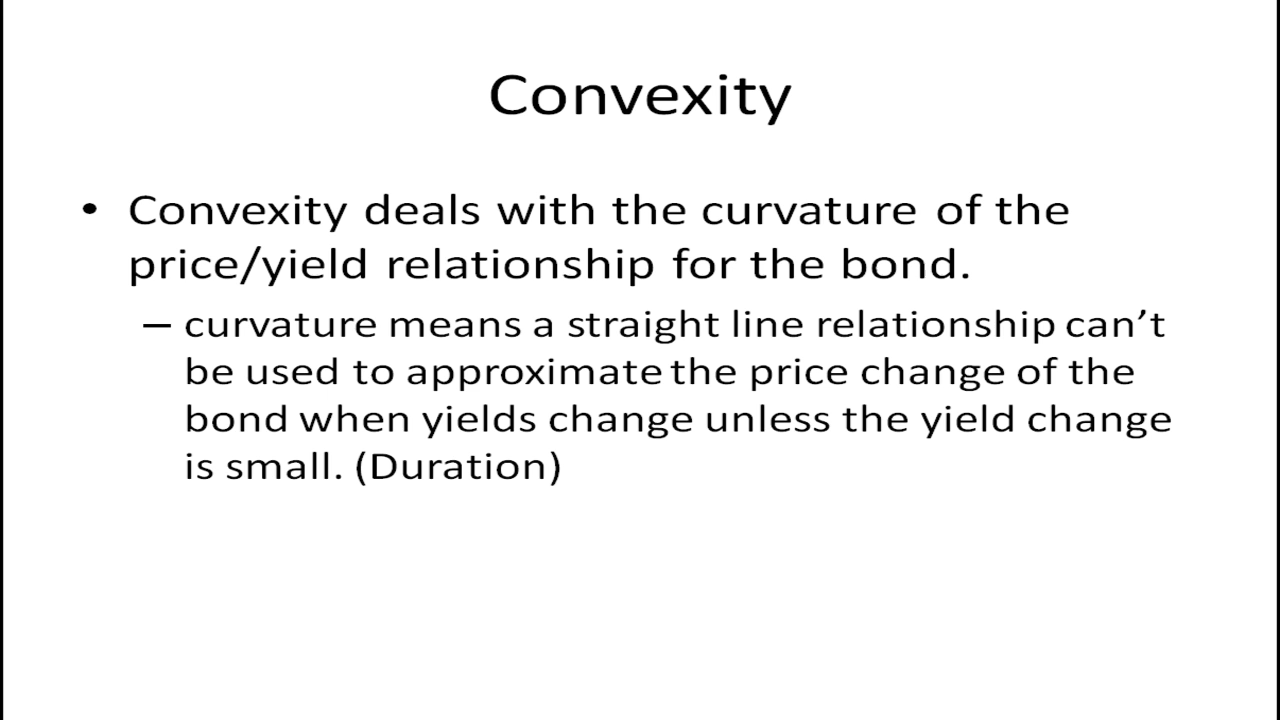 Convexity
• Convexity deals with the curvature of the
price/yield relationship for the bond.
– curvature means a straight line relationship can’t
be used to approximate the price change of the
bond when yields change unless the yield change
is small. (Duration)